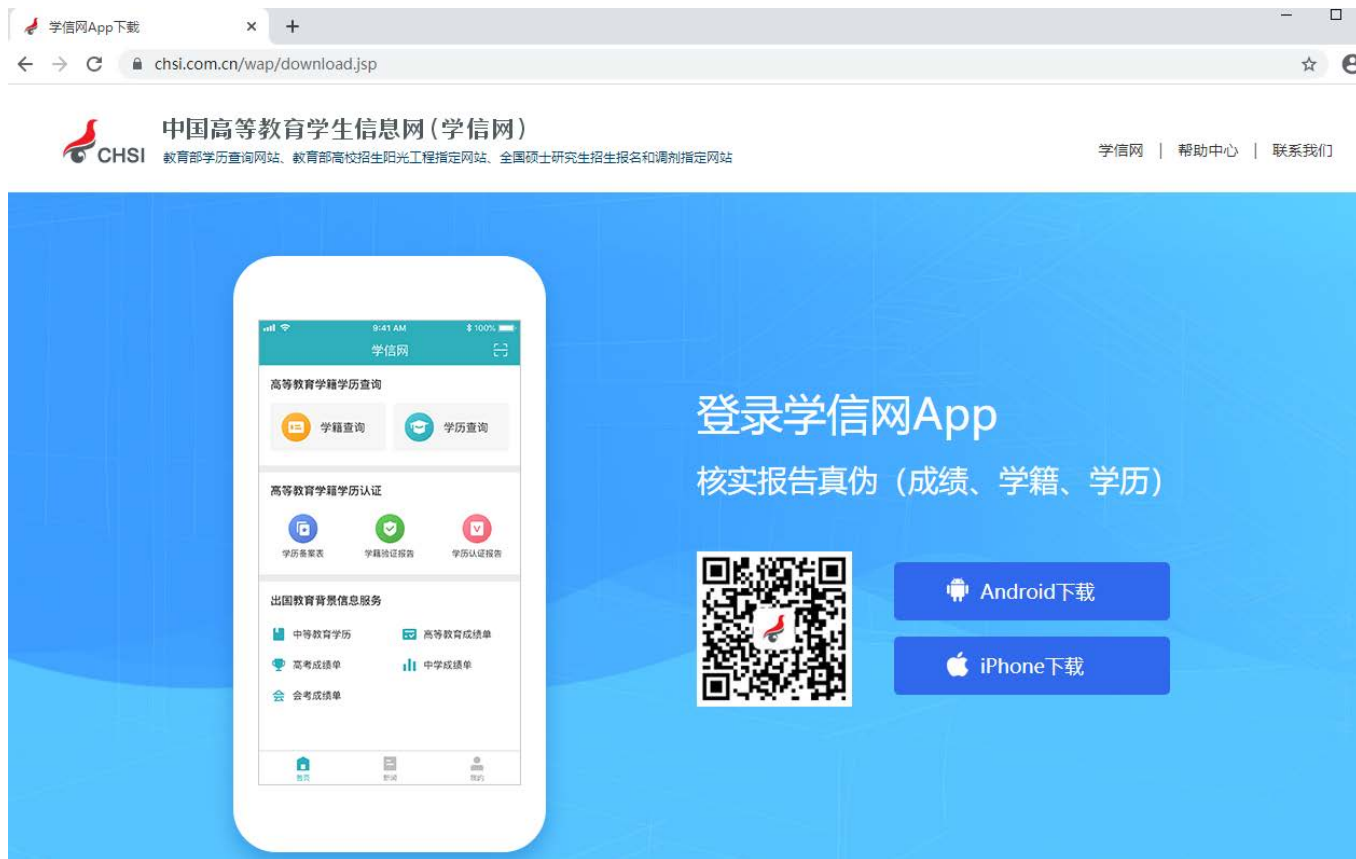 学信网App下载
chsi.com.cn/wap/download.jsp
CHSI
中国高等教育学生信息网(学信网)
教育部学历查询网站、教育部高校招生阳光工程指定网站、全国硕士研究生招生报名和调剂指定网站
学信网 | 帮助中心 | 联系我们
9:41 AM
100%
学信网
高等教育学籍学历查询
学籍查询
学历查询
高等教育学籍学历认证
学历备案表
学籍验证报告
学历认证报告
出国教育背景信息服务
中等教育学历
高等教育成绩单
高考成绩单
中学成绩单
会考成绩单
首页
新闻
我的
登录学信网App
核实报告真伪（成绩、学籍、学历）
Android下载
iPhone下载